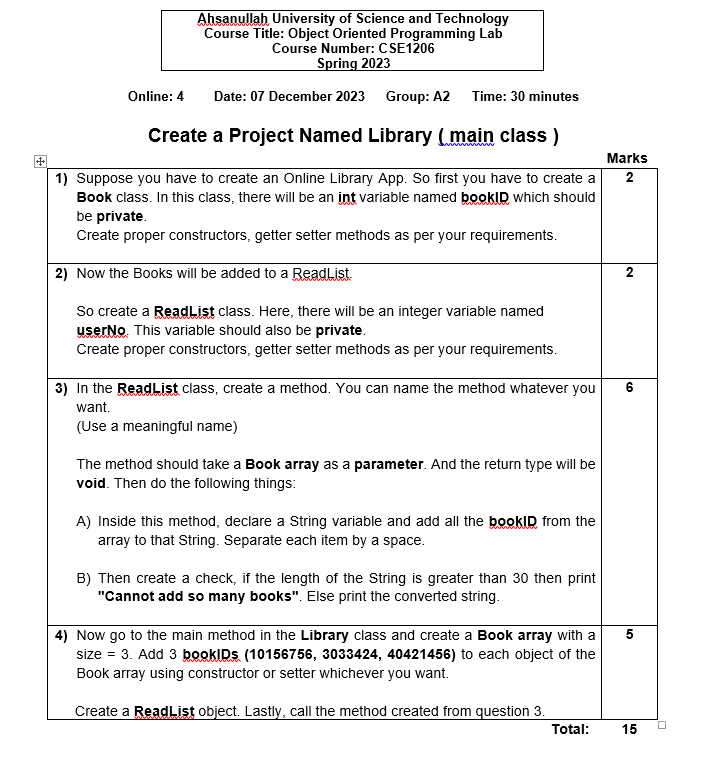 Ahsanullah University of Science and Technology
Course Title: Object Oriented Programming Lab
Course Number: CSE1206
Spring 2023
Online: 4 Date: 07 December 2023 Group: A2 Time: 30 minutes
Create a Project Named Library ( main class )
Marks
1) Suppose you have to create an Online Library App. So first you have to create a 2
Book class. In this class, there will be an int variable named bookID which should
be private.
Create proper constructors, getter setter methods as per your requirements.
2) Now the Books will be added to a ReadList. 2
So create a ReadList class. Here, there will be an integer variable named
userNo. This variable should also be private.
Create proper constructors, getter setter methods as per your requirements.
3) In the ReadList class, create a method. You can name the method whatever you 6
want.
(Use a meaningful name)
The method should take a Book array as a parameter. And the return type will be
void. Then do the following things:
A) Inside this method, declare a String variable and add all the bookID from the
array to that String. Separate each item by a space.
B) Then create a check, if the length of the String is greater than 30 then print
"Cannot add so many books". Else print the converted string.
4) Now go to the main method in the Library class and create a Book array with a 5
size = 3. Add 3 bookIDs (10156756, 3033424, 40421456) to each object of the
Book array using constructor or setter whichever you want.
Create a ReadList object. Lastly, call the method created from question 3.
Total: 15